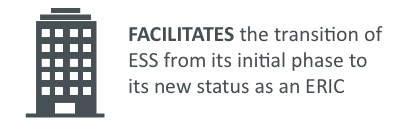 FACILITATES the transition of
ESS from its initial phase to
its new status as an ERIC